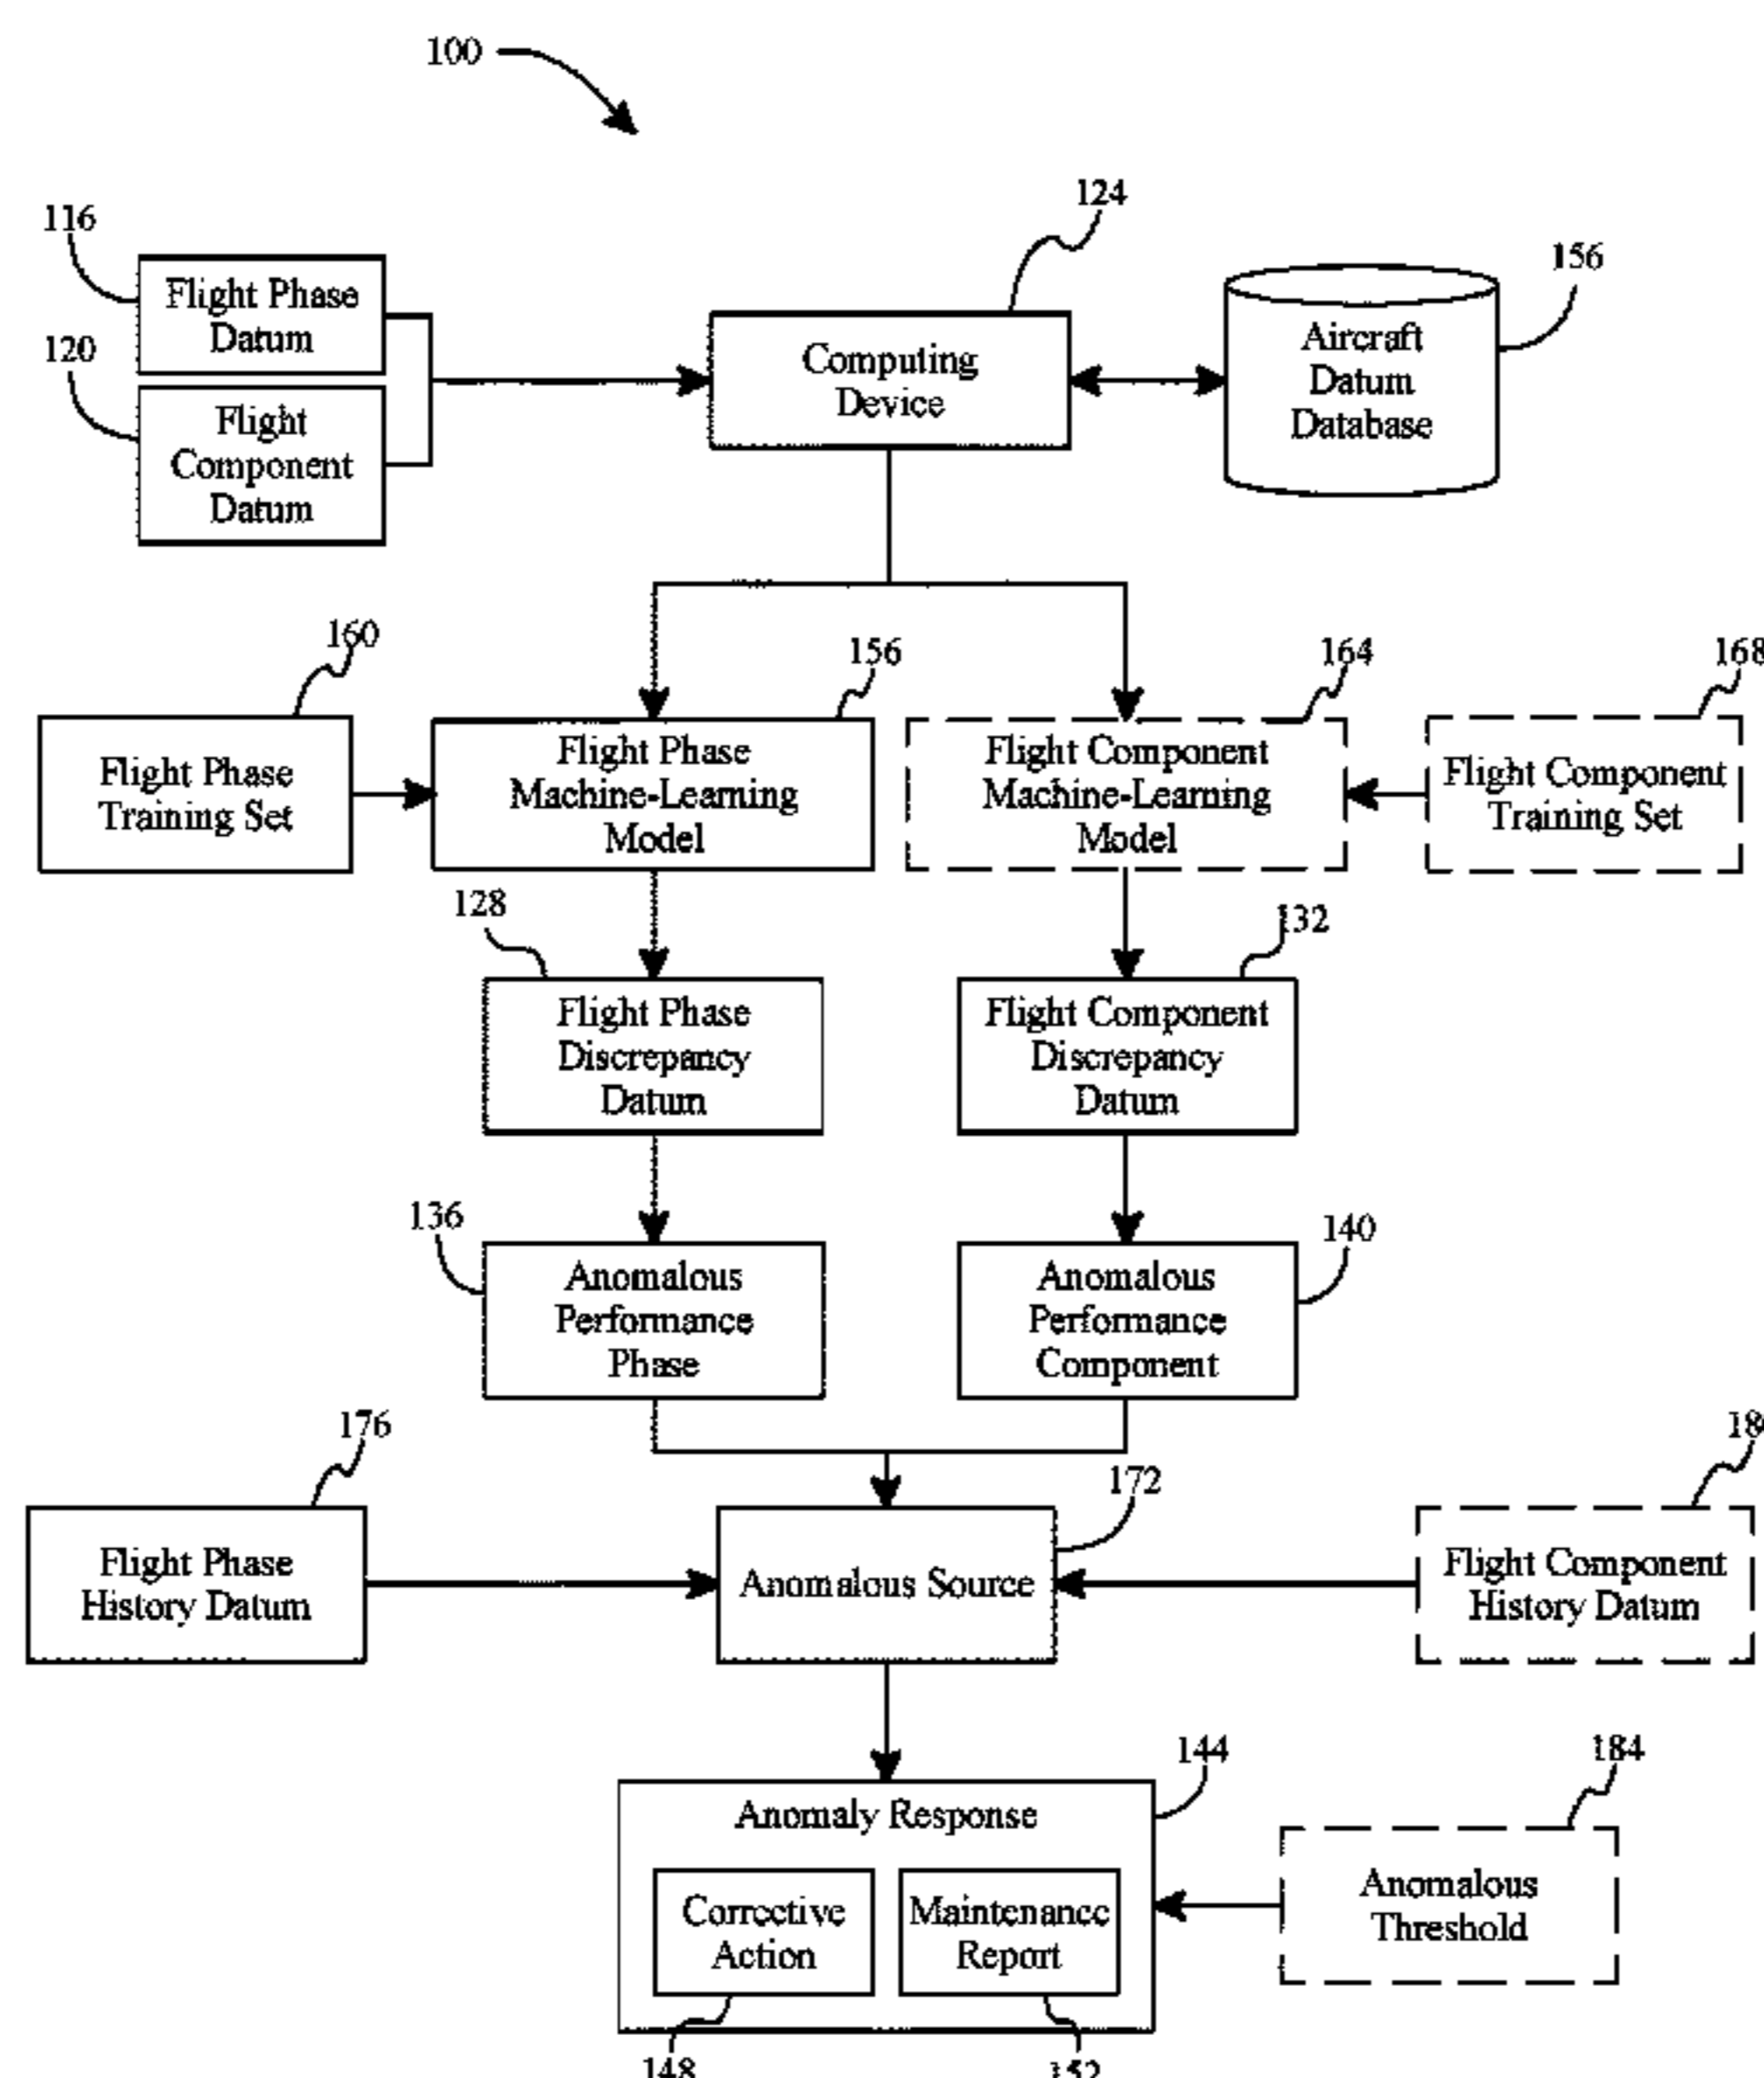 100
124
116
156
Flight Phase
Datum
120
Flight
Component
Datum
Computing
Device
Aircraft
Datum
Database
160
156
164
168
Flight Phase
Training Set
Flight Phase
Machine-Learning
Model
Flight Component
Machine-Learning
Model
Flight Component
Training Set
128
132
Flight Phase
Discrepancy
Datum
Flight Component
Discrepancy
Datum
136
140
Anomalous
Performance
Phase
Anomalous
Performance
Component
176
172
Flight Phase
History Datum
Anomalous Source
Flight Component
History Datum
144
184
Anomaly Response
Corrective
Action
Maintenance
Report
Anomalous
Threshold
148
152